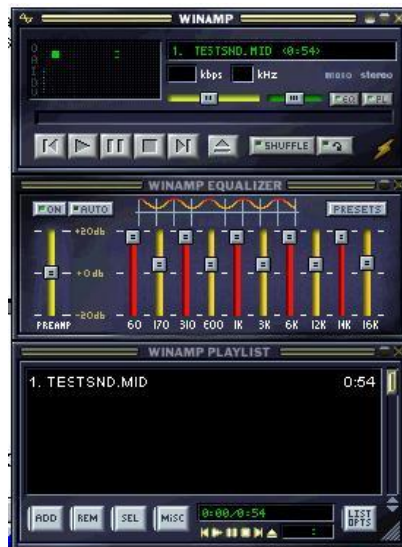 WINAMP
O
A
I
D
U
1. TESTSND.MID <0:54>
kbps kHz mono stereo
EQ PL
SHUFFLE
WINAMP EQUALIZER
ON AUTO PRESETS
+20db
+0db
-20db
PREAMP 60 170 310 600 1K 3K 6K 12K 14K 16K
WINAMP PLAYLIST
1. TESTSND.MID 0:54
ADD REM SEL MISC 0:00/0:54 LIST OPTS
: